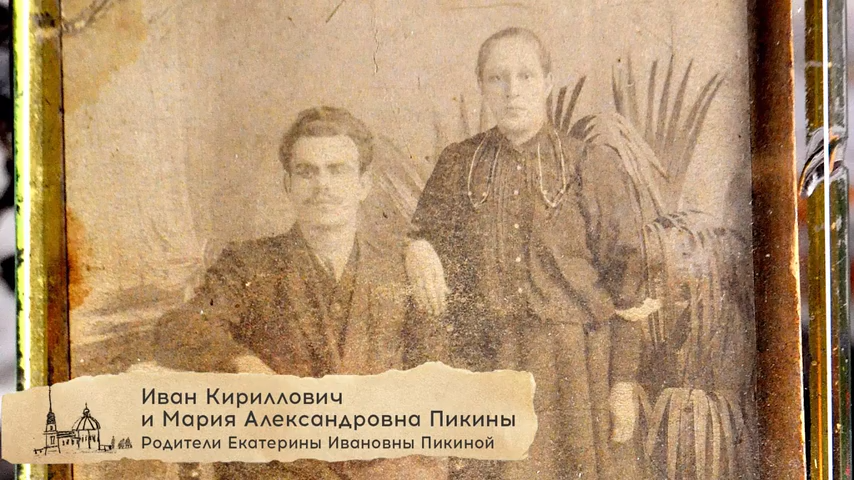 Иван Кириллович
и Мария Александровна Пикины
Родители Екатерины Ивановны Пикиной